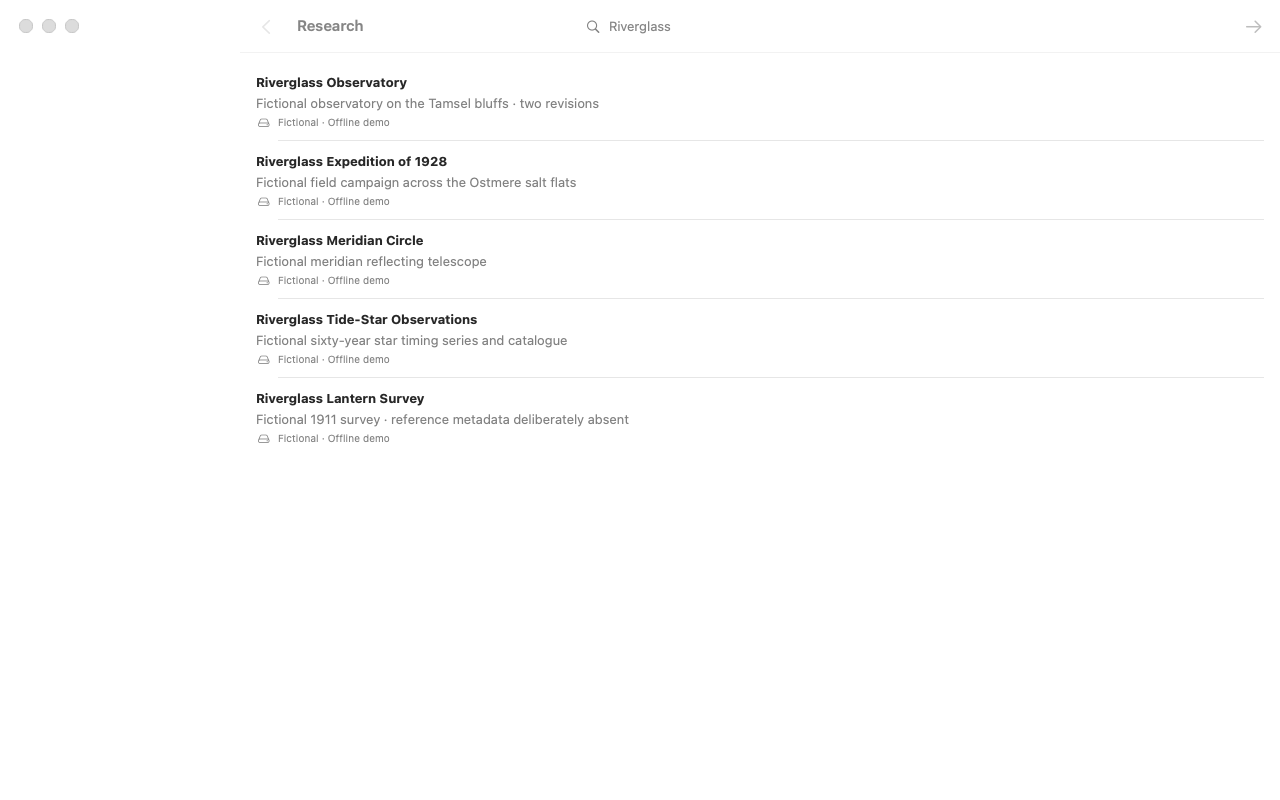 Research
Riverglass
Riverglass Observatory
Fictional observatory on the Tamsel bluffs · two revisions
Fictional · Offline demo
Riverglass Expedition of 1928
Fictional field campaign across the Ostmere salt flats
Fictional · Offline demo
Riverglass Meridian Circle
Fictional meridian reflecting telescope
Fictional · Offline demo
Riverglass Tide-Star Observations
Fictional sixty-year star timing series and catalogue
Fictional · Offline demo
Riverglass Lantern Survey
Fictional 1911 survey · reference metadata deliberately absent
Fictional · Offline demo